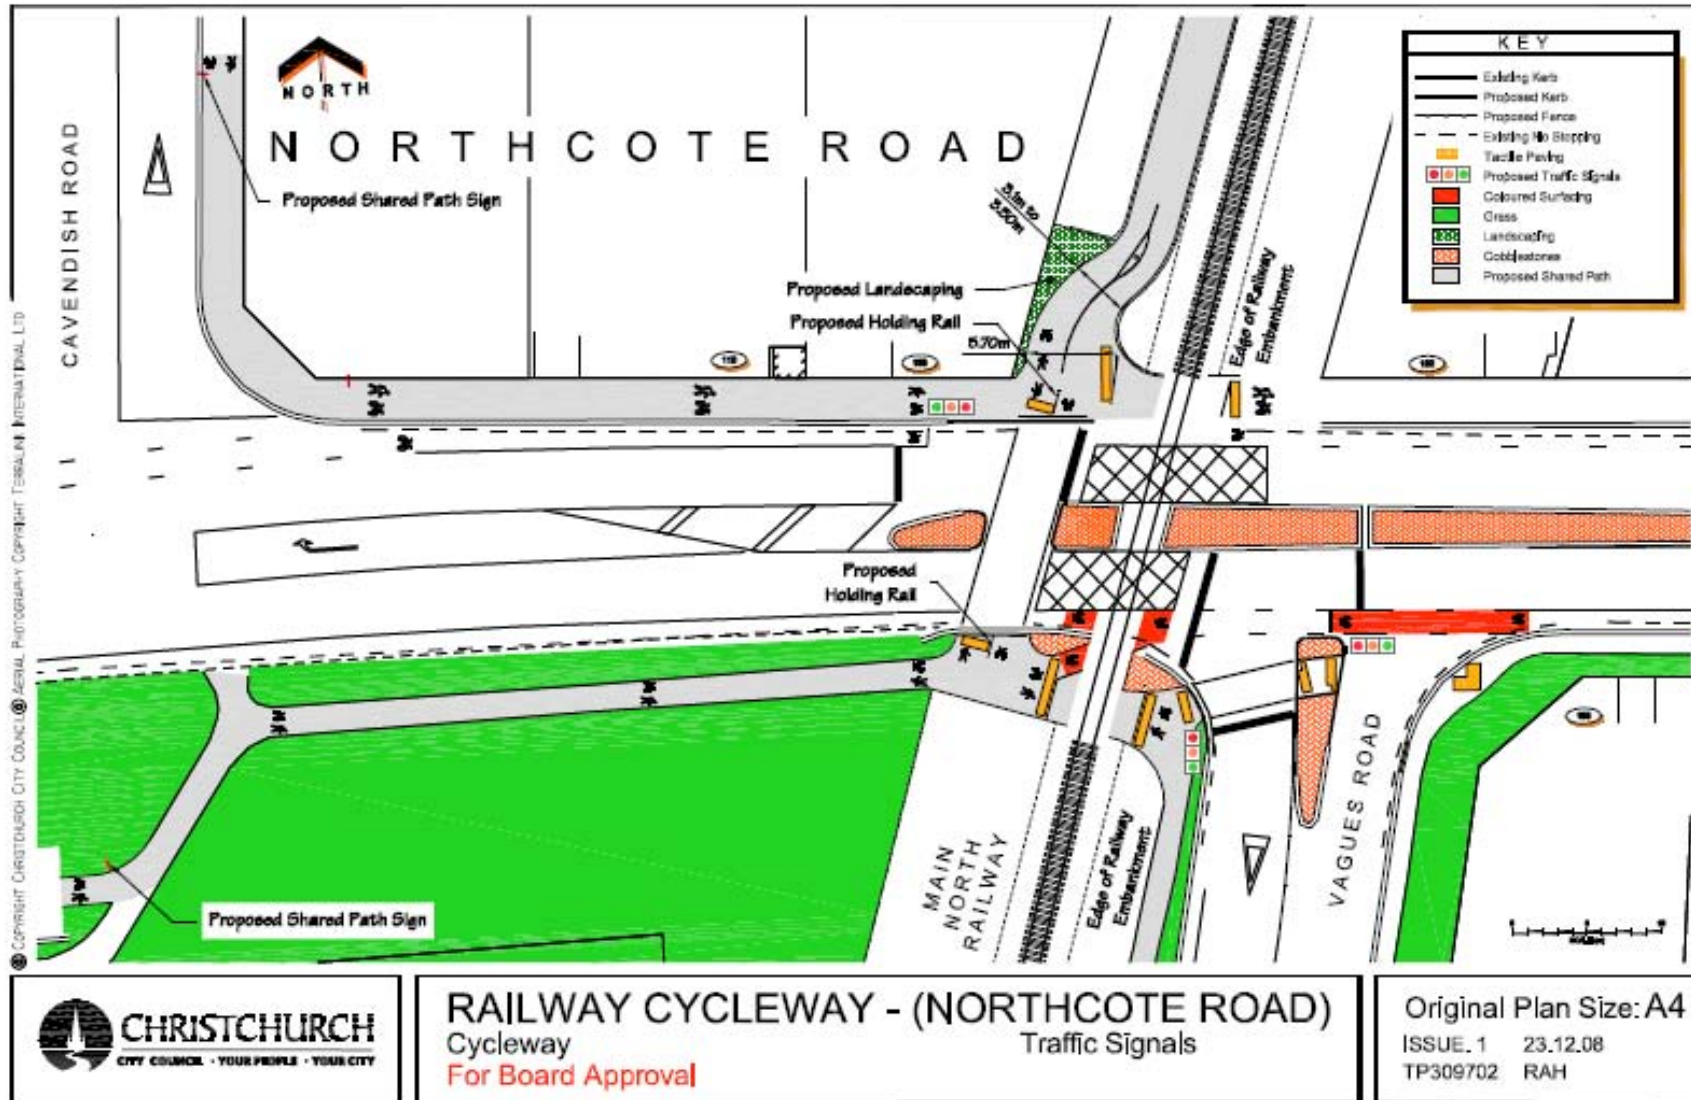 KEY
Existing Kerb
Proposed Kerb
Proposed Fence
Existing No Stopping
Tactile Paving
Proposed Traffic Signals
Coloured Surfacing
Grass
Landscaping
Cobblestones
Proposed Shared Path
NORTH
NORTHCOTE ROAD
CAVENDISH ROAD
Proposed Shared Path Sign
3.1m to
3.50m
Proposed Landscaping
Proposed Holding Rail
5.70m
Edge of Railway
Embankment
Proposed
Holding Rail
MAIN
NORTH
RAILWAY
Edge of Railway
Embankment
VAGUES ROAD
Proposed Shared Path Sign
© COPYRIGHT CHRISTCHURCH CITY COUNCIL © AERIAL PHOTOGRAPHY COPYRIGHT TERRALINK INTERNATIONAL LTD
CHRISTCHURCH
CITY COUNCIL · YOUR PEOPLE · YOUR CITY
RAILWAY CYCLEWAY - (NORTHCOTE ROAD)
Cycleway
Traffic Signals
For Board Approval
Original Plan Size: A4
ISSUE. 1 23.12.08
TP309702 RAH